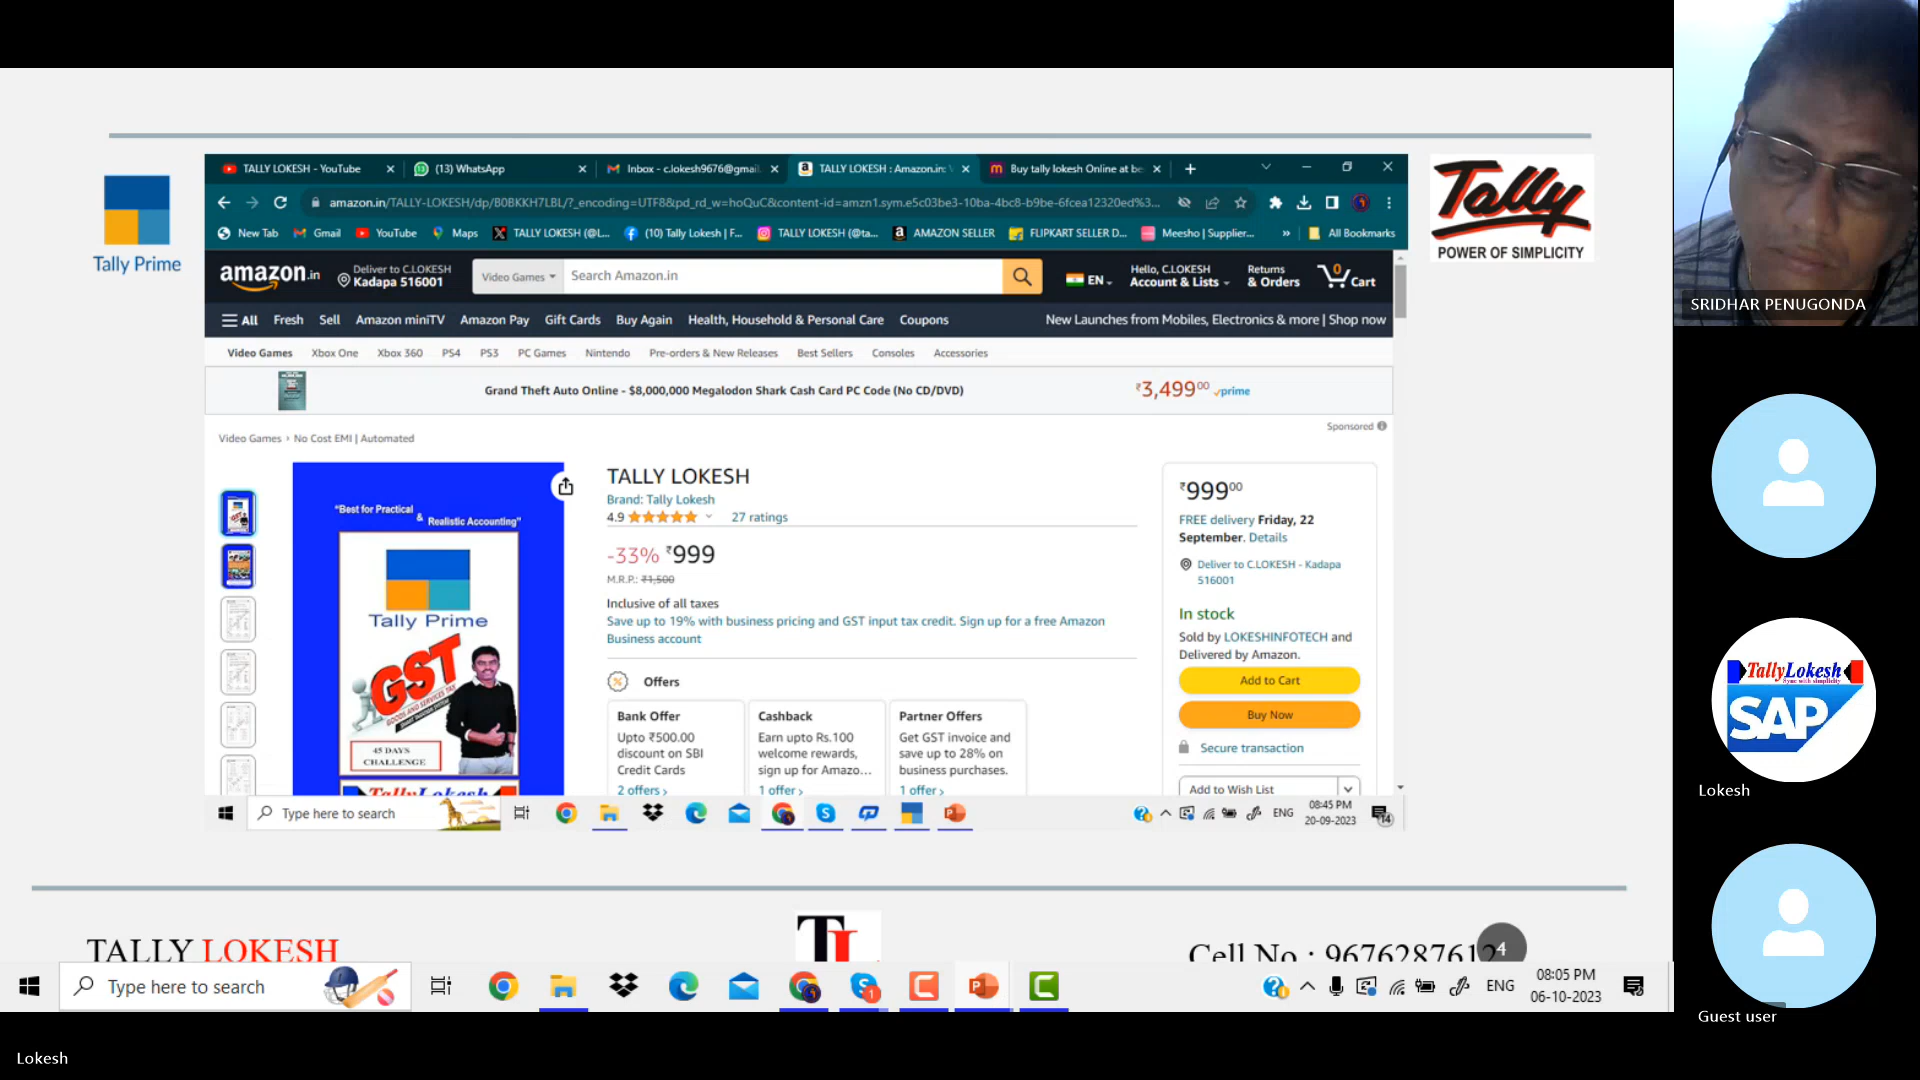 TALLY LOKESH - YouTube
(13) WhatsApp
Inbox - c.lokesh9676@gmail.
TALLY LOKESH : Amazon.in: V
Buy tally lokesh Online at be
amazon.in/TALLY-LOKESH/dp/B0BKKH7LBL/?_encoding=UTF8&pd_rd_w=hoQuC&content-id=amzn1.sym.e5c03be3-10ba-4bc8-b9be-6fcea12320ed%3...
New Tab Gmail YouTube Maps TALLY LOKESH (@L... (10) Tally Lokesh | F... TALLY LOKESH (@ta... AMAZON SELLER FLIPKART SELLER D... Meesho | Supplier... » All Bookmarks
Tally Prime
Tally
POWER OF SIMPLICITY
amazon.in
Deliver to C.LOKESH
Kadapa 516001
Video Games
Search Amazon.in
EN
Hello, C.LOKESH
Account & Lists
Returns
& Orders
0
Cart
All Fresh Sell Amazon miniTV Amazon Pay Gift Cards Buy Again Health, Household & Personal Care Coupons
New Launches from Mobiles, Electronics & more | Shop now
Video Games Xbox One Xbox 360 PS4 PS3 PC Games Nintendo Pre-orders & New Releases Best Sellers Consoles Accessories
Grand Theft Auto Online - $8,000,000 Megalodon Shark Cash Card PC Code (No CD/DVD)
₹3,49900 prime
Sponsored
Video Games › No Cost EMI | Automated
"Best for Practical
&
Realistic Accounting"
Tally Prime
GST
GOODS AND SERVICES TAX
45 DAYS
CHALLENGE
TallyLokesh
TALLY LOKESH
Brand: Tally Lokesh
4.9 27 ratings
-33% ₹999
M.R.P.: ₹1,500
Inclusive of all taxes
Save up to 19% with business pricing and GST input tax credit. Sign up for a free Amazon
Business account
Offers
Bank Offer
Upto ₹500.00
discount on SBI
Credit Cards
2 offers ›
Cashback
Earn upto Rs.100
welcome rewards,
sign up for Amazo...
1 offer ›
Partner Offers
Get GST invoice and
save up to 28% on
business purchases.
1 offer ›
₹99900
FREE delivery Friday, 22
September. Details
Deliver to C.LOKESH - Kadapa
516001
In stock
Sold by LOKESHINFOTECH and
Delivered by Amazon.
Add to Cart
Buy Now
Secure transaction
Add to Wish List
Type here to search
ENG
08:45 PM
20-09-2023
14
TALLY LOKESH
TL
Cell No : 9676287612
4
Type here to search
1
ENG
08:05 PM
06-10-2023
Lokesh
SRIDHAR PENUGONDA
TallyLokesh
Sync with simplicity
SAP
Lokesh
Guest user